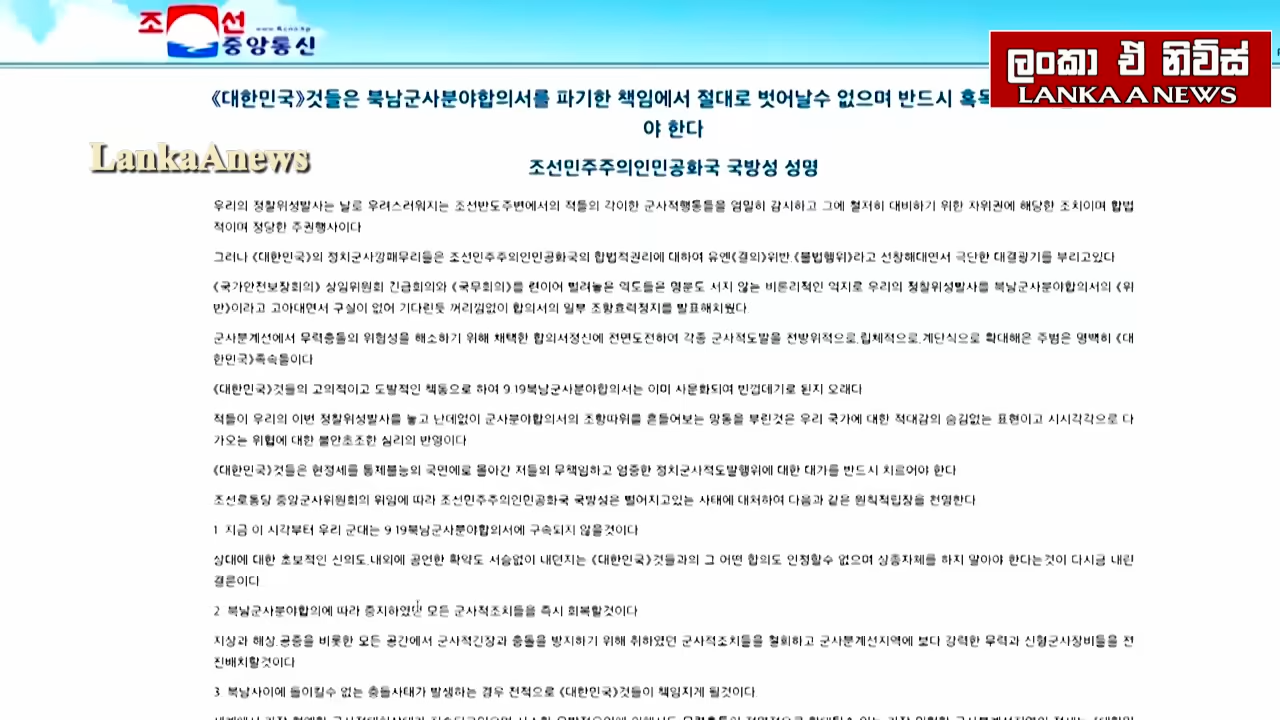 조선
www.kcna.kp
중앙통신
ලංකා ඒ නිව්ස්
LANKA A NEWS
《대한민국》것들은 북남군사분야합의서를 파기한 책임에서 절대로 벗어날수 없으며 반드시
야 한다
LankaAnews
조선민주주의인민공화국 국방성 성명
우리의 정찰위성발사는 날로 우려스러워지는 조선반도주변에서의 적들의 각이한 군사적행동들을 엄밀히 감시하고 그에 철저히 대비하기 위한 자위권에 해당한 조치이며 합법
적이며 정당한 주권행사이다
그러나 《대한민국》의 정치군사깡패무리들은 조선민주주의인민공화국의 합법적권리에 대하여 유엔《결의》위반,《불법행위》라고 선창해대면서 극단한 대결광기를 부리고있다
《국가안전보장회의》 상임위원회 긴급회의와 《국무회의》를 련이어 벌려놓은 역도들은 명분도 서지 않는 비론리적인 억지로 우리의 정찰위성발사를 북남군사분야합의서의 《위
반》이라고 고아대면서 구실이 없어 기다린듯 꺼리낌없이 합의서의 일부 조항효력정지를 발표해치웠다.
군사분계선에서 무력충돌의 위험성을 해소하기 위해 채택한 합의서정신에 전면도전하여 각종 군사적도발을 전방위적으로,립체적으로,계단식으로 확대해온 주범은 명백히 《대
한민국》족속들이다
《대한민국》것들의 고의적이고 도발적인 책동으로 하여 9.19북남군사분야합의서는 이미 사문화되여 빈껍데기로 된지 오래다
적들이 우리의 이번 정찰위성발사를 놓고 난데없이 군사분야합의서의 조항따위를 흔들어보는 망동을 부린것은 우리 국가에 대한 적대감의 숨김없는 표현이고 시시각각으로 다
가오는 위협에 대한 불안초조한 심리의 반영이다
《대한민국》것들은 현정세를 통제불능의 국면에로 몰아간 저들의 무책임하고 엄중한 정치군사적도발행위에 대한 대가를 반드시 치르어야 한다
조선로동당 중앙군사위원회의 위임에 따라 조선민주주의인민공화국 국방성은 벌어지고있는 사태에 대처하여 다음과 같은 원칙적립장을 천명한다
1 지금 이 시각부터 우리 군대는 9.19북남군사분야합의서에 구속되지 않을것이다
상대에 대한 초보적인 신의도,내외에 공언한 확약도 서슴없이 내던지는 《대한민국》것들과의 그 어떤 합의도 인정할수 없으며 상종자체를 하지 말아야 한다는것이 다시금 내린
결론이다
2 북남군사분야합의에 따라 중지하였던 모든 군사적조치들을 즉시 회복할것이다
지상과 해상,공중을 비롯한 모든 공간에서 군사적긴장과 충돌을 방지하기 위해 취하였던 군사적조치들을 철회하고 군사분계선지역에 보다 강력한 무력과 신형군사장비들을 전
진배치할것이다
3 북남사이에 돌이킬수 없는 충돌사태가 발생하는 경우 전적으로 《대한민국》것들이 책임지게 될것이다.